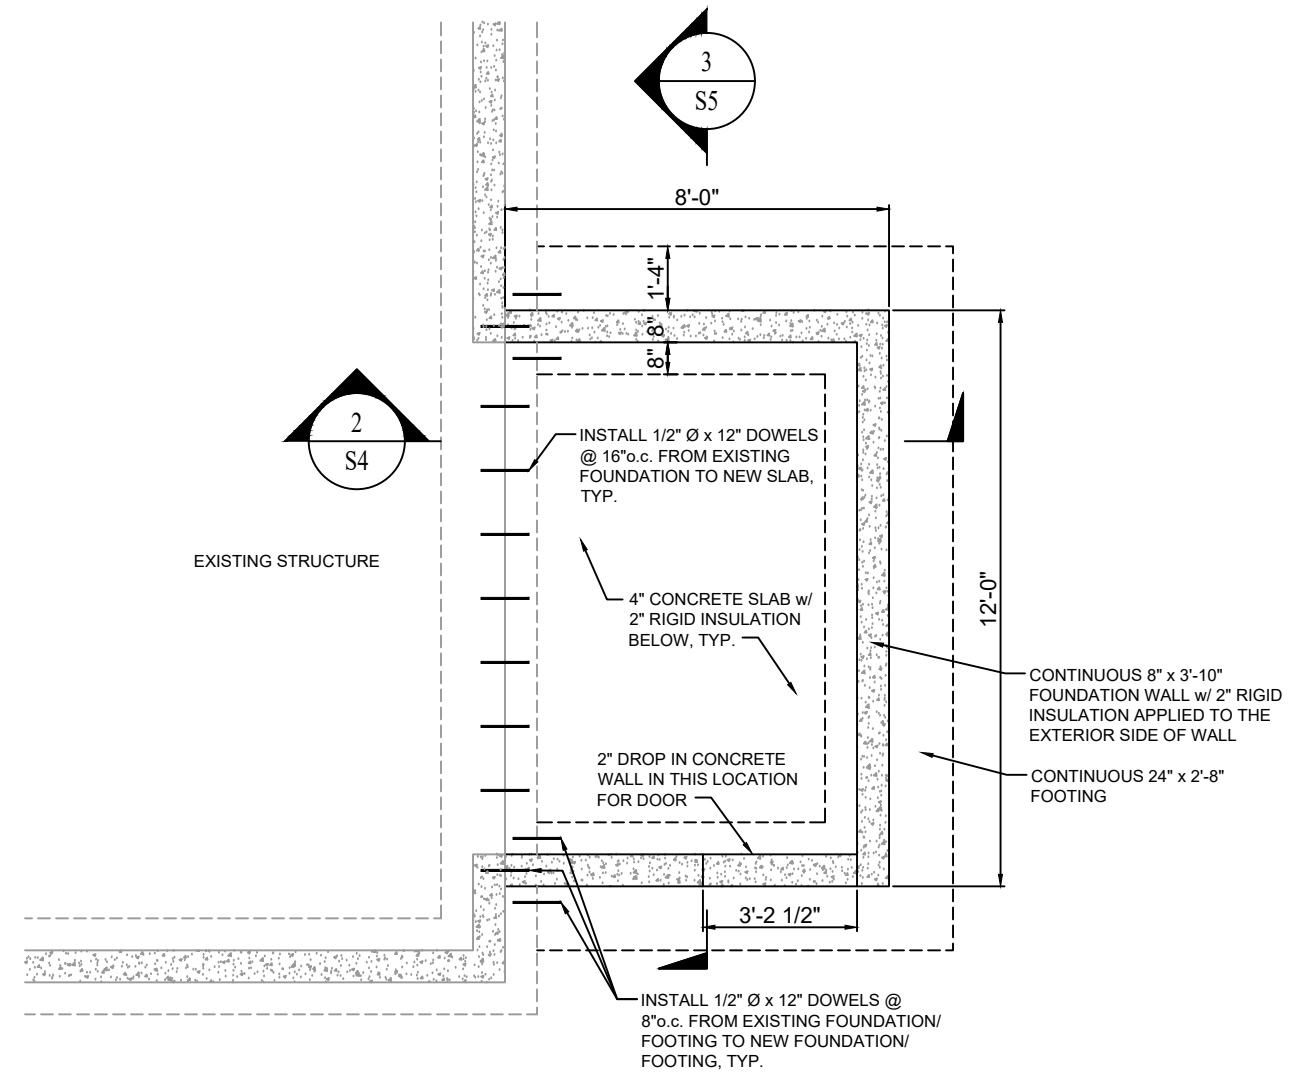 3
S5
8'-0"
1'-4"
8"
8"
2
S4
INSTALL 1/2" Ø x 12" DOWELS
@ 16"o.c. FROM EXISTING
FOUNDATION TO NEW SLAB,
TYP.
EXISTING STRUCTURE
4" CONCRETE SLAB w/
2" RIGID INSULATION
BELOW, TYP.
12'-0"
CONTINUOUS 8" x 3'-10"
FOUNDATION WALL w/ 2" RIGID
INSULATION APPLIED TO THE
EXTERIOR SIDE OF WALL
2" DROP IN CONCRETE
WALL IN THIS LOCATION
FOR DOOR
CONTINUOUS 24" x 2'-8"
FOOTING
3'-2 1/2"
INSTALL 1/2" Ø x 12" DOWELS @
8"o.c. FROM EXISTING FOUNDATION/
FOOTING TO NEW FOUNDATION/
FOOTING, TYP.